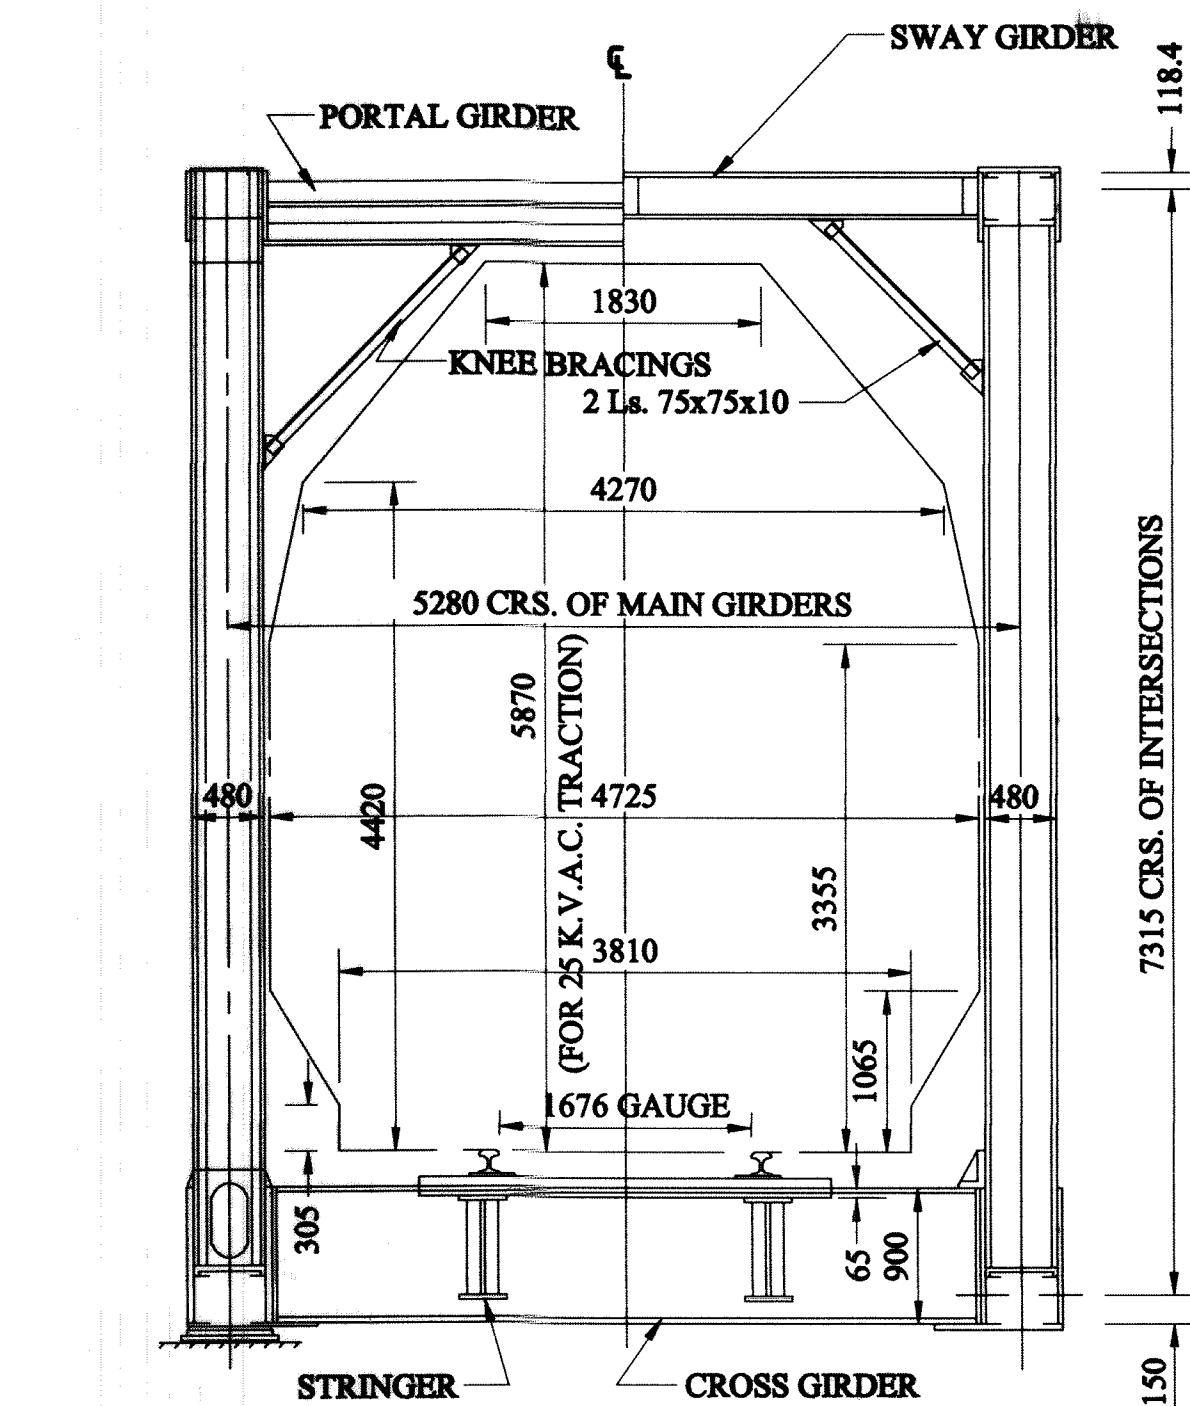 SWAY GIRDER
℄
118.4
PORTAL GIRDER
1830
KNEE BRACINGS
2 Ls. 75x75x10
4270
5280 CRS. OF MAIN GIRDERS
7315 CRS. OF INTERSECTIONS
5870
(FOR 25 K.V.A.C. TRACTION)
480
4420
4725
480
3355
3810
1065
1676 GAUGE
305
65
900
150
STRINGER
CROSS GIRDER